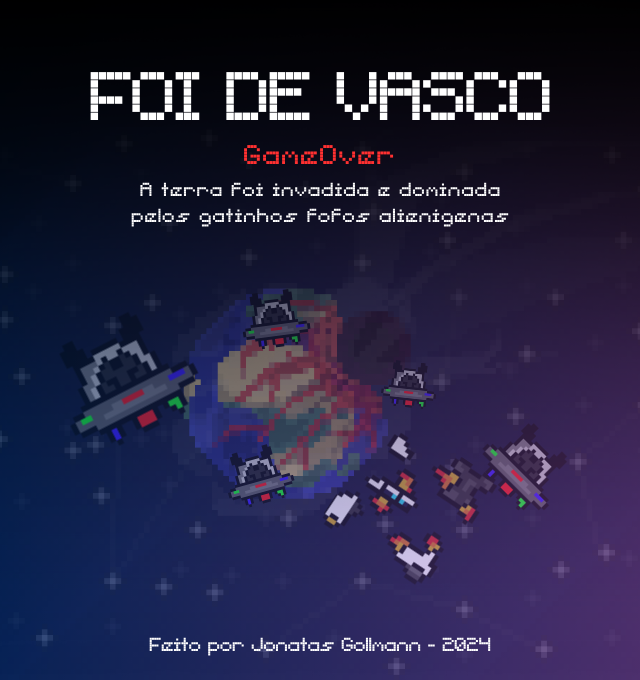 FOI DE VASCO
GameOver
A terra foi invadida e dominada
pelos gatinhos fofos alienígenas
Feito por Jonatas Gollmann - 2024